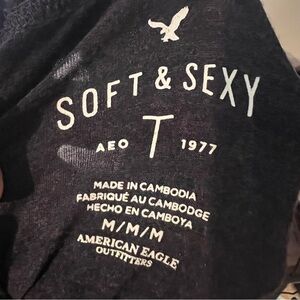 SOFT & SEXY
AEO T 1977
MADE IN CAMBODIA
FABRIQUÉ AU CAMBODGE
HECHO EN CAMBOYA
M/M/M
AMERICAN EAGLE
OUTFITTERS